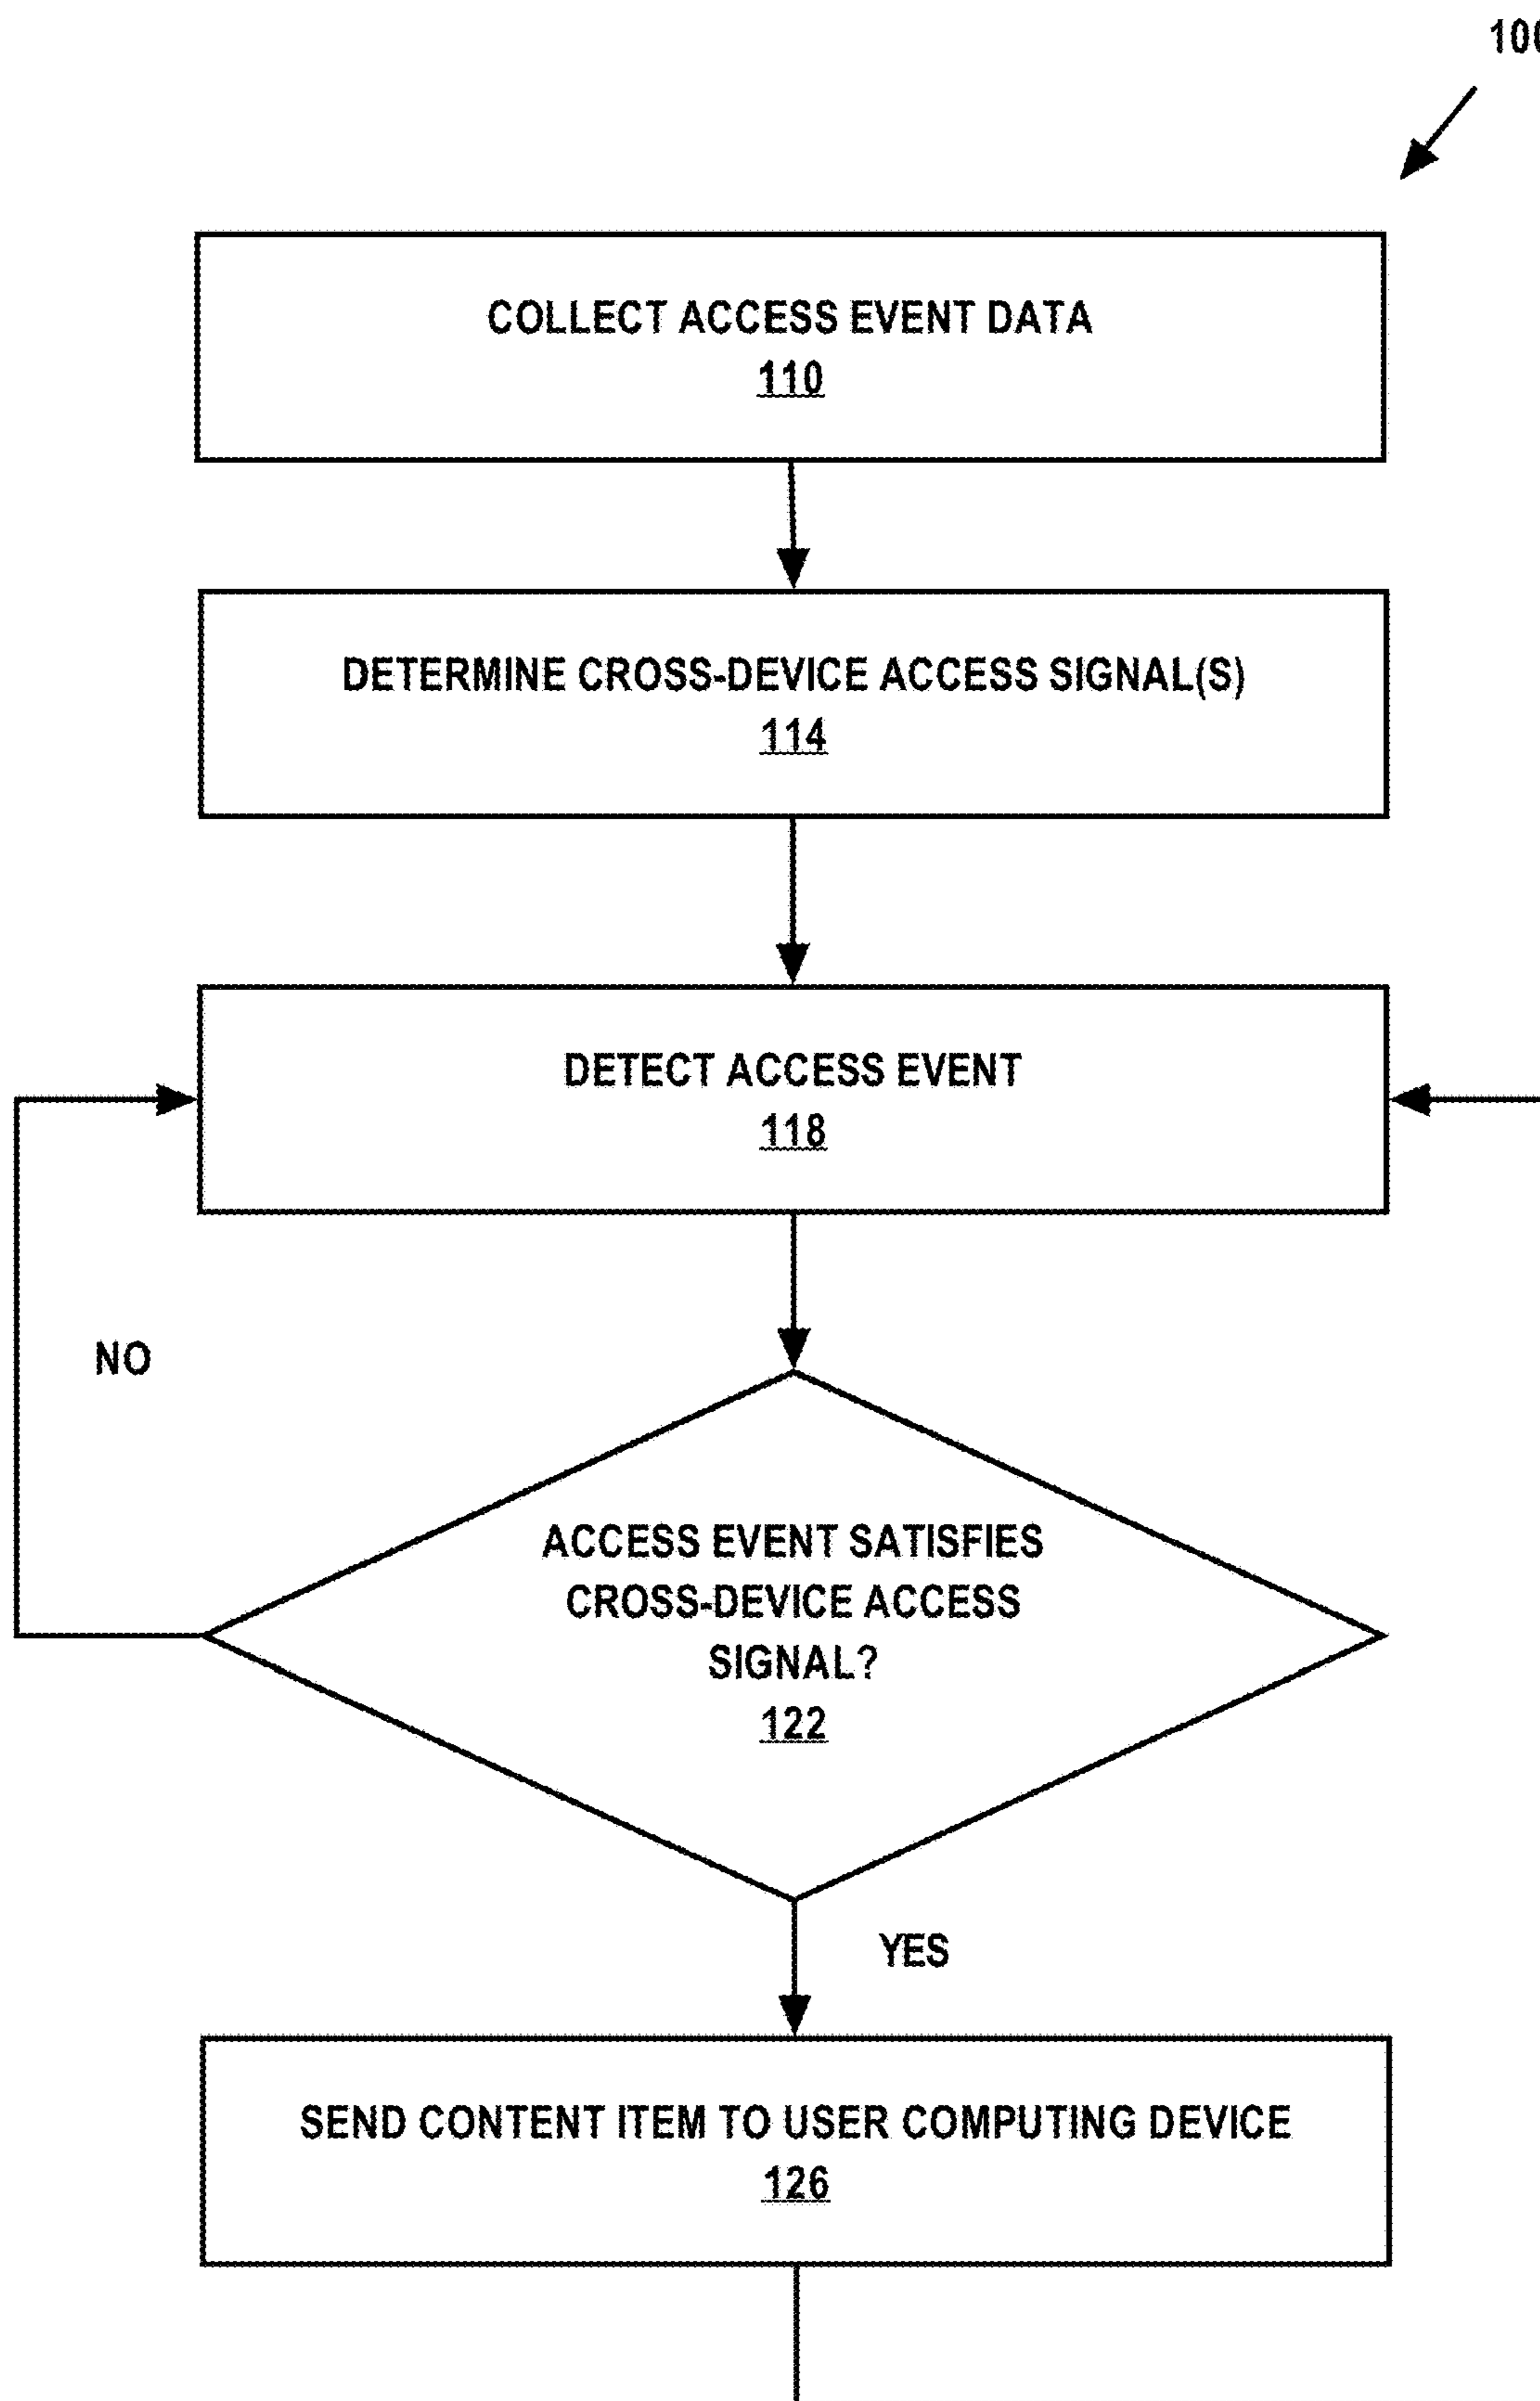 100
COLLECT ACCESS EVENT DATA
110
DETERMINE CROSS-DEVICE ACCESS SIGNAL(S)
114
DETECT ACCESS EVENT
118
NO
ACCESS EVENT SATISFIES
CROSS-DEVICE ACCESS
SIGNAL?
122
YES
SEND CONTENT ITEM TO USER COMPUTING DEVICE
126